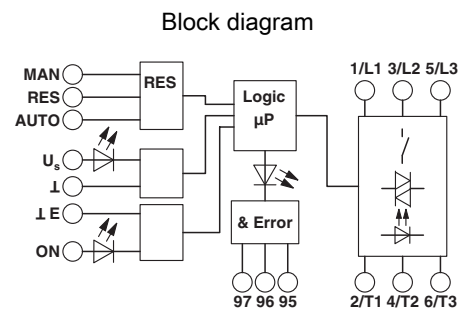 Block diagram
MAN
RES
AUTO
RES
Us
⊥
⊥ E
ON
Logic
µP
& Error
97 96 95
1/L1 3/L2 5/L3
2/T1 4/T2 6/T3